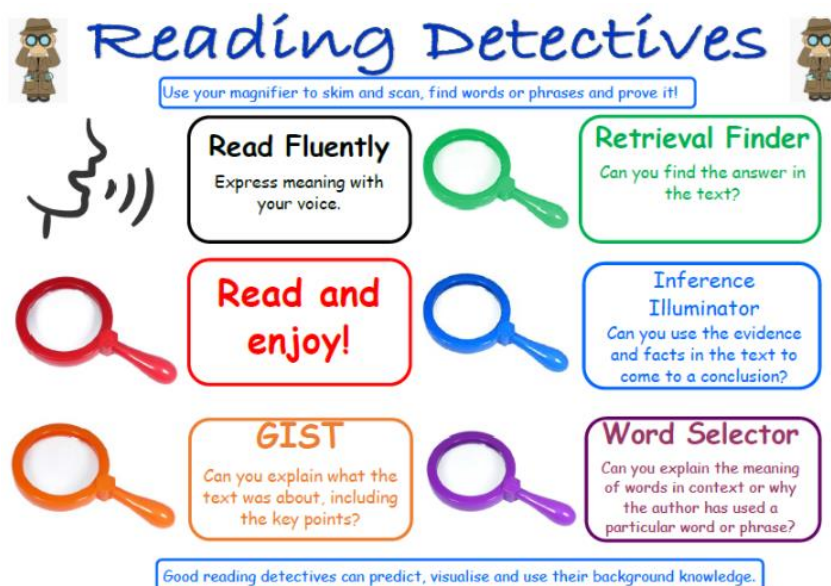 Reading Detectives
Use your magnifier to skim and scan, find words or phrases and prove it!
Read Fluently
Express meaning with
your voice.
Retrieval Finder
Can you find the answer in
the text?
Read and
enjoy!
Inference
Illuminator
Can you use the evidence
and facts in the text to
come to a conclusion?
GIST
Can you explain what the
text was about, including
the key points?
Word Selector
Can you explain the meaning
of words in context or why
the author has used a
particular word or phrase?
Good reading detectives can predict, visualise and use their background knowledge.